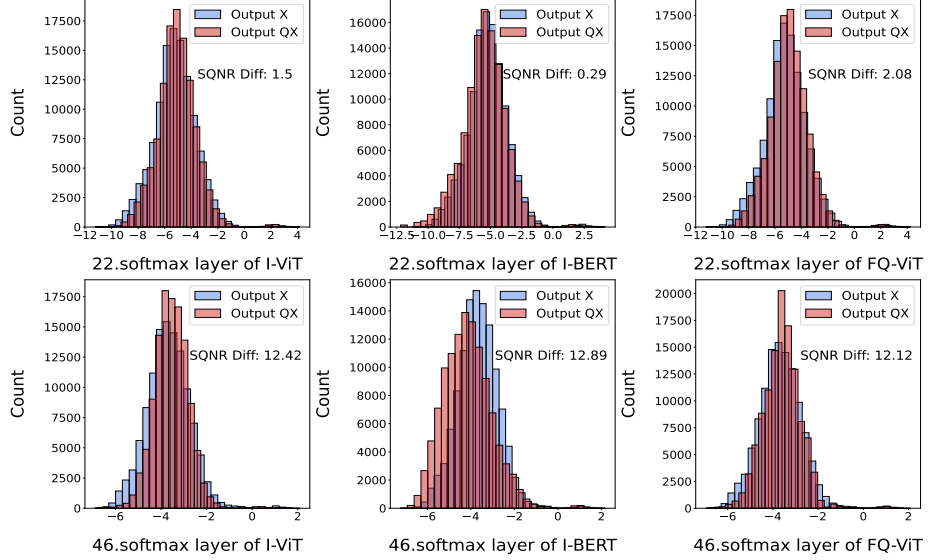 Output X
Output QX
SQNR Diff: 1.5
Count
17500
15000
12500
10000
7500
5000
2500
0
−12 −10 −8 −6 −4 −2 0 2 4
22.softmax layer of I-ViT
Output X
Output QX
SQNR Diff: 0.29
Count
16000
14000
12000
10000
8000
6000
4000
2000
0
−12.5 −10.0 −7.5 −5.0 −2.5 0.0 2.5
22.softmax layer of I-BERT
Output X
Output QX
SQNR Diff: 2.08
Count
17500
15000
12500
10000
7500
5000
2500
0
−12 −10 −8 −6 −4 −2 0 2 4
22.softmax layer of FQ-ViT
Output X
Output QX
SQNR Diff: 12.42
Count
17500
15000
12500
10000
7500
5000
2500
0
−6 −4 −2 0 2
46.softmax layer of I-ViT
Output X
Output QX
SQNR Diff: 12.89
Count
16000
14000
12000
10000
8000
6000
4000
2000
0
−6 −4 −2 0 2
46.softmax layer of I-BERT
Output X
Output QX
SQNR Diff: 12.12
Count
20000
17500
15000
12500
10000
7500
5000
2500
0
−6 −4 −2 0 2
46.softmax layer of FQ-ViT